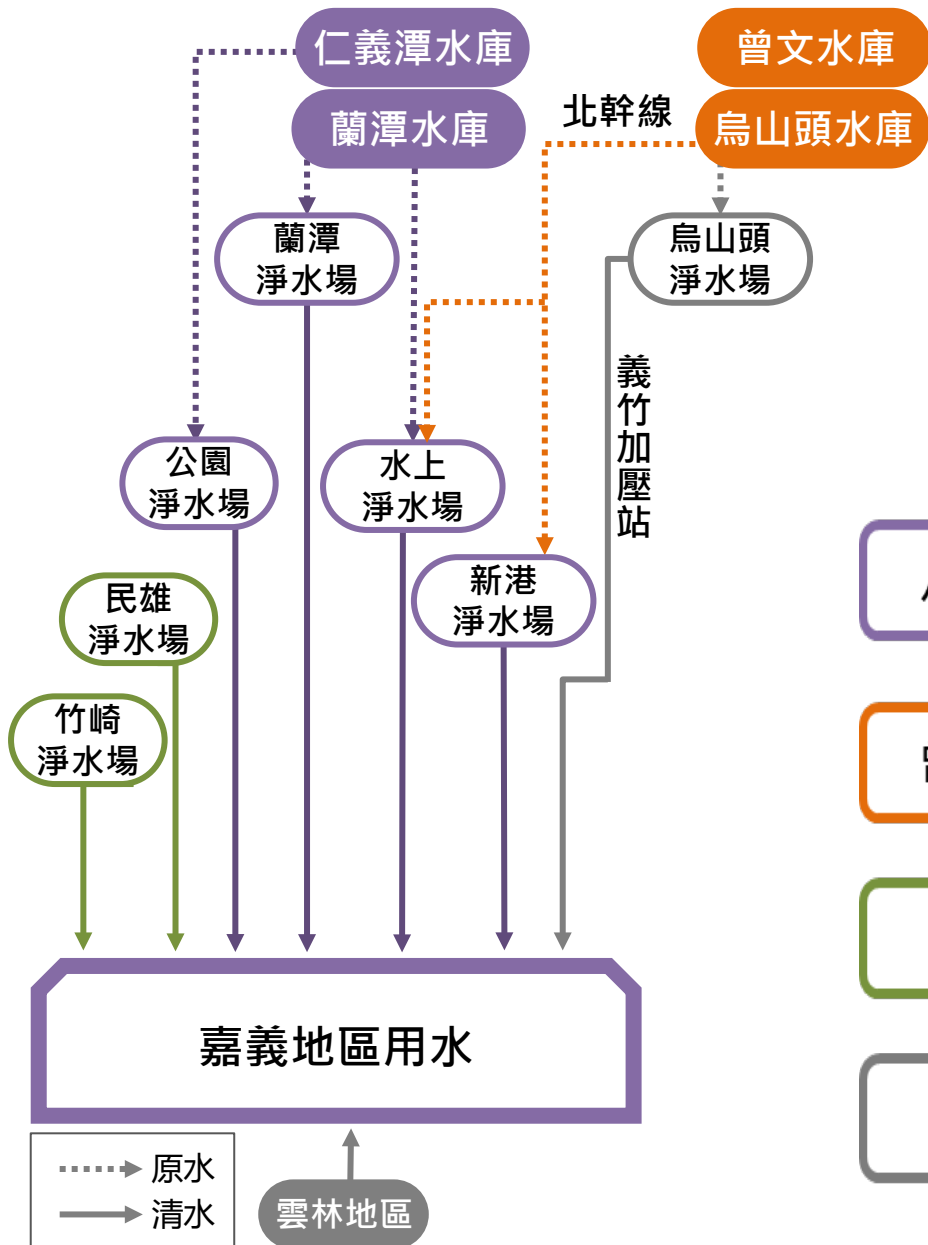 仁義潭水庫
曾文水庫
蘭潭水庫
北幹線
烏山頭水庫
蘭潭
淨水場
烏山頭
淨水場
義竹加壓站
公園
淨水場
水上
淨水場
民雄
淨水場
新港
淨水場
竹崎
淨水場
嘉義地區用水
原水
清水
雲林地區